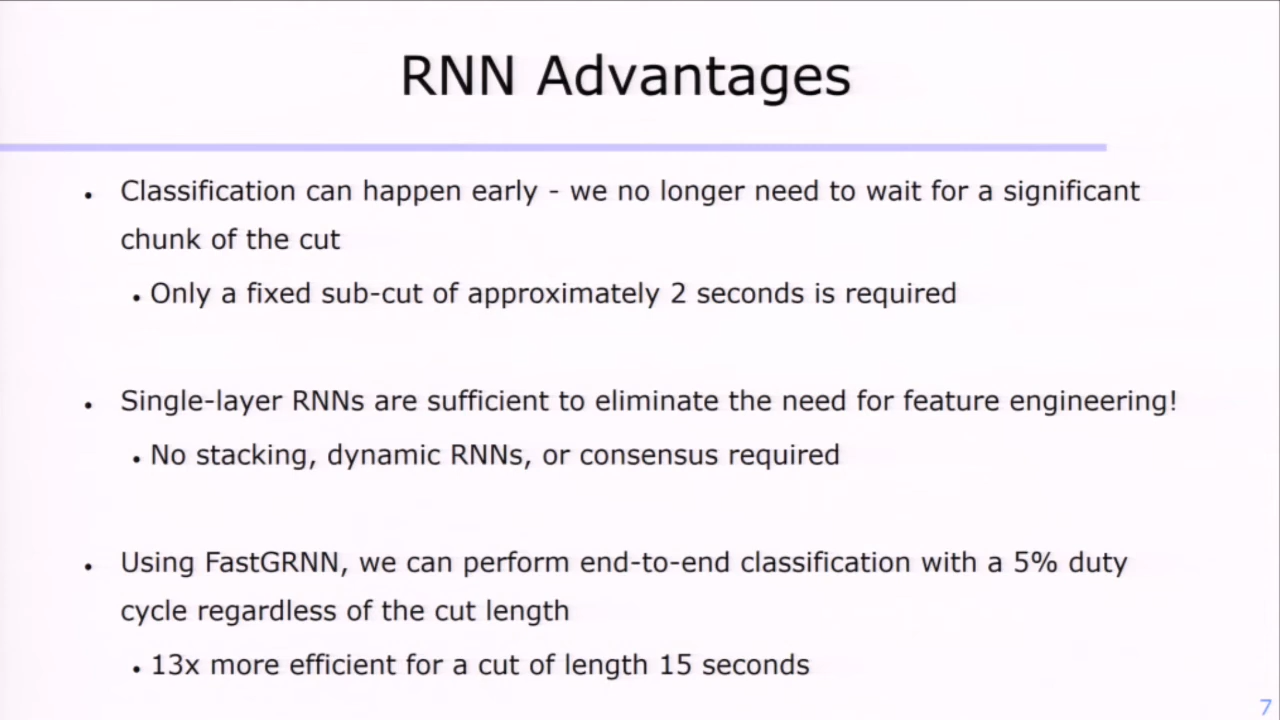 RNN Advantages
• Classification can happen early - we no longer need to wait for a significant
chunk of the cut
• Only a fixed sub-cut of approximately 2 seconds is required
• Single-layer RNNs are sufficient to eliminate the need for feature engineering!
• No stacking, dynamic RNNs, or consensus required
• Using FastGRNN, we can perform end-to-end classification with a 5% duty
cycle regardless of the cut length
• 13x more efficient for a cut of length 15 seconds
7